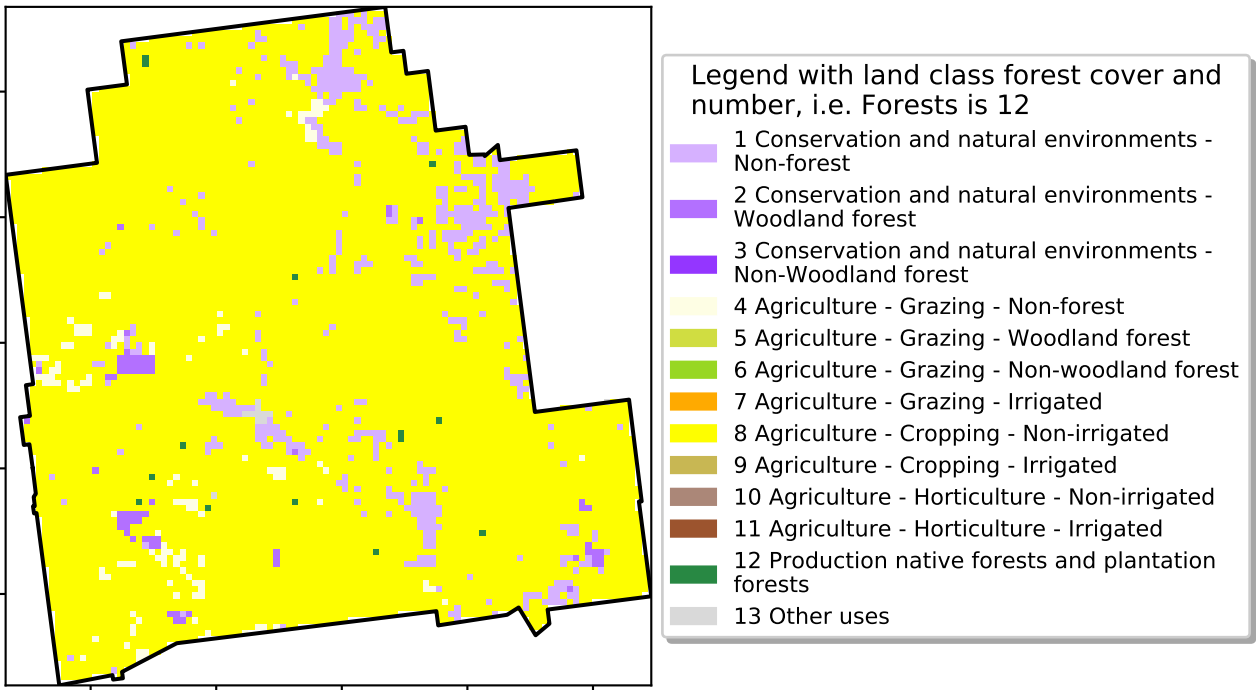 Legend with land class forest cover and
number, i.e. Forests is 12
1 Conservation and natural environments -
Non-forest
2 Conservation and natural environments -
Woodland forest
3 Conservation and natural environments -
Non-Woodland forest
4 Agriculture - Grazing - Non-forest
5 Agriculture - Grazing - Woodland forest
6 Agriculture - Grazing - Non-woodland forest
7 Agriculture - Grazing - Irrigated
8 Agriculture - Cropping - Non-irrigated
9 Agriculture - Cropping - Irrigated
10 Agriculture - Horticulture - Non-irrigated
11 Agriculture - Horticulture - Irrigated
12 Production native forests and plantation
forests
13 Other uses